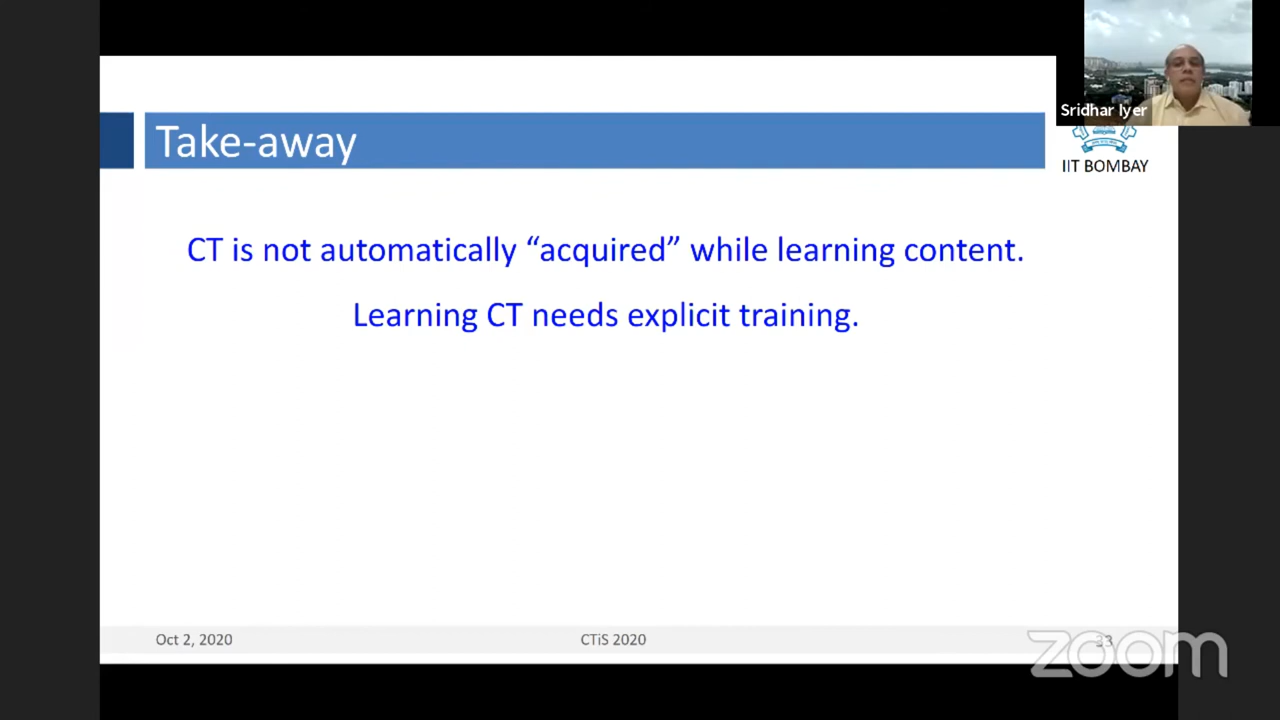 Sridhar Iyer
Take-away
IIT BOMBAY
CT is not automatically “acquired” while learning content.
Learning CT needs explicit training.
Oct 2, 2020
CTiS 2020
33
zoom